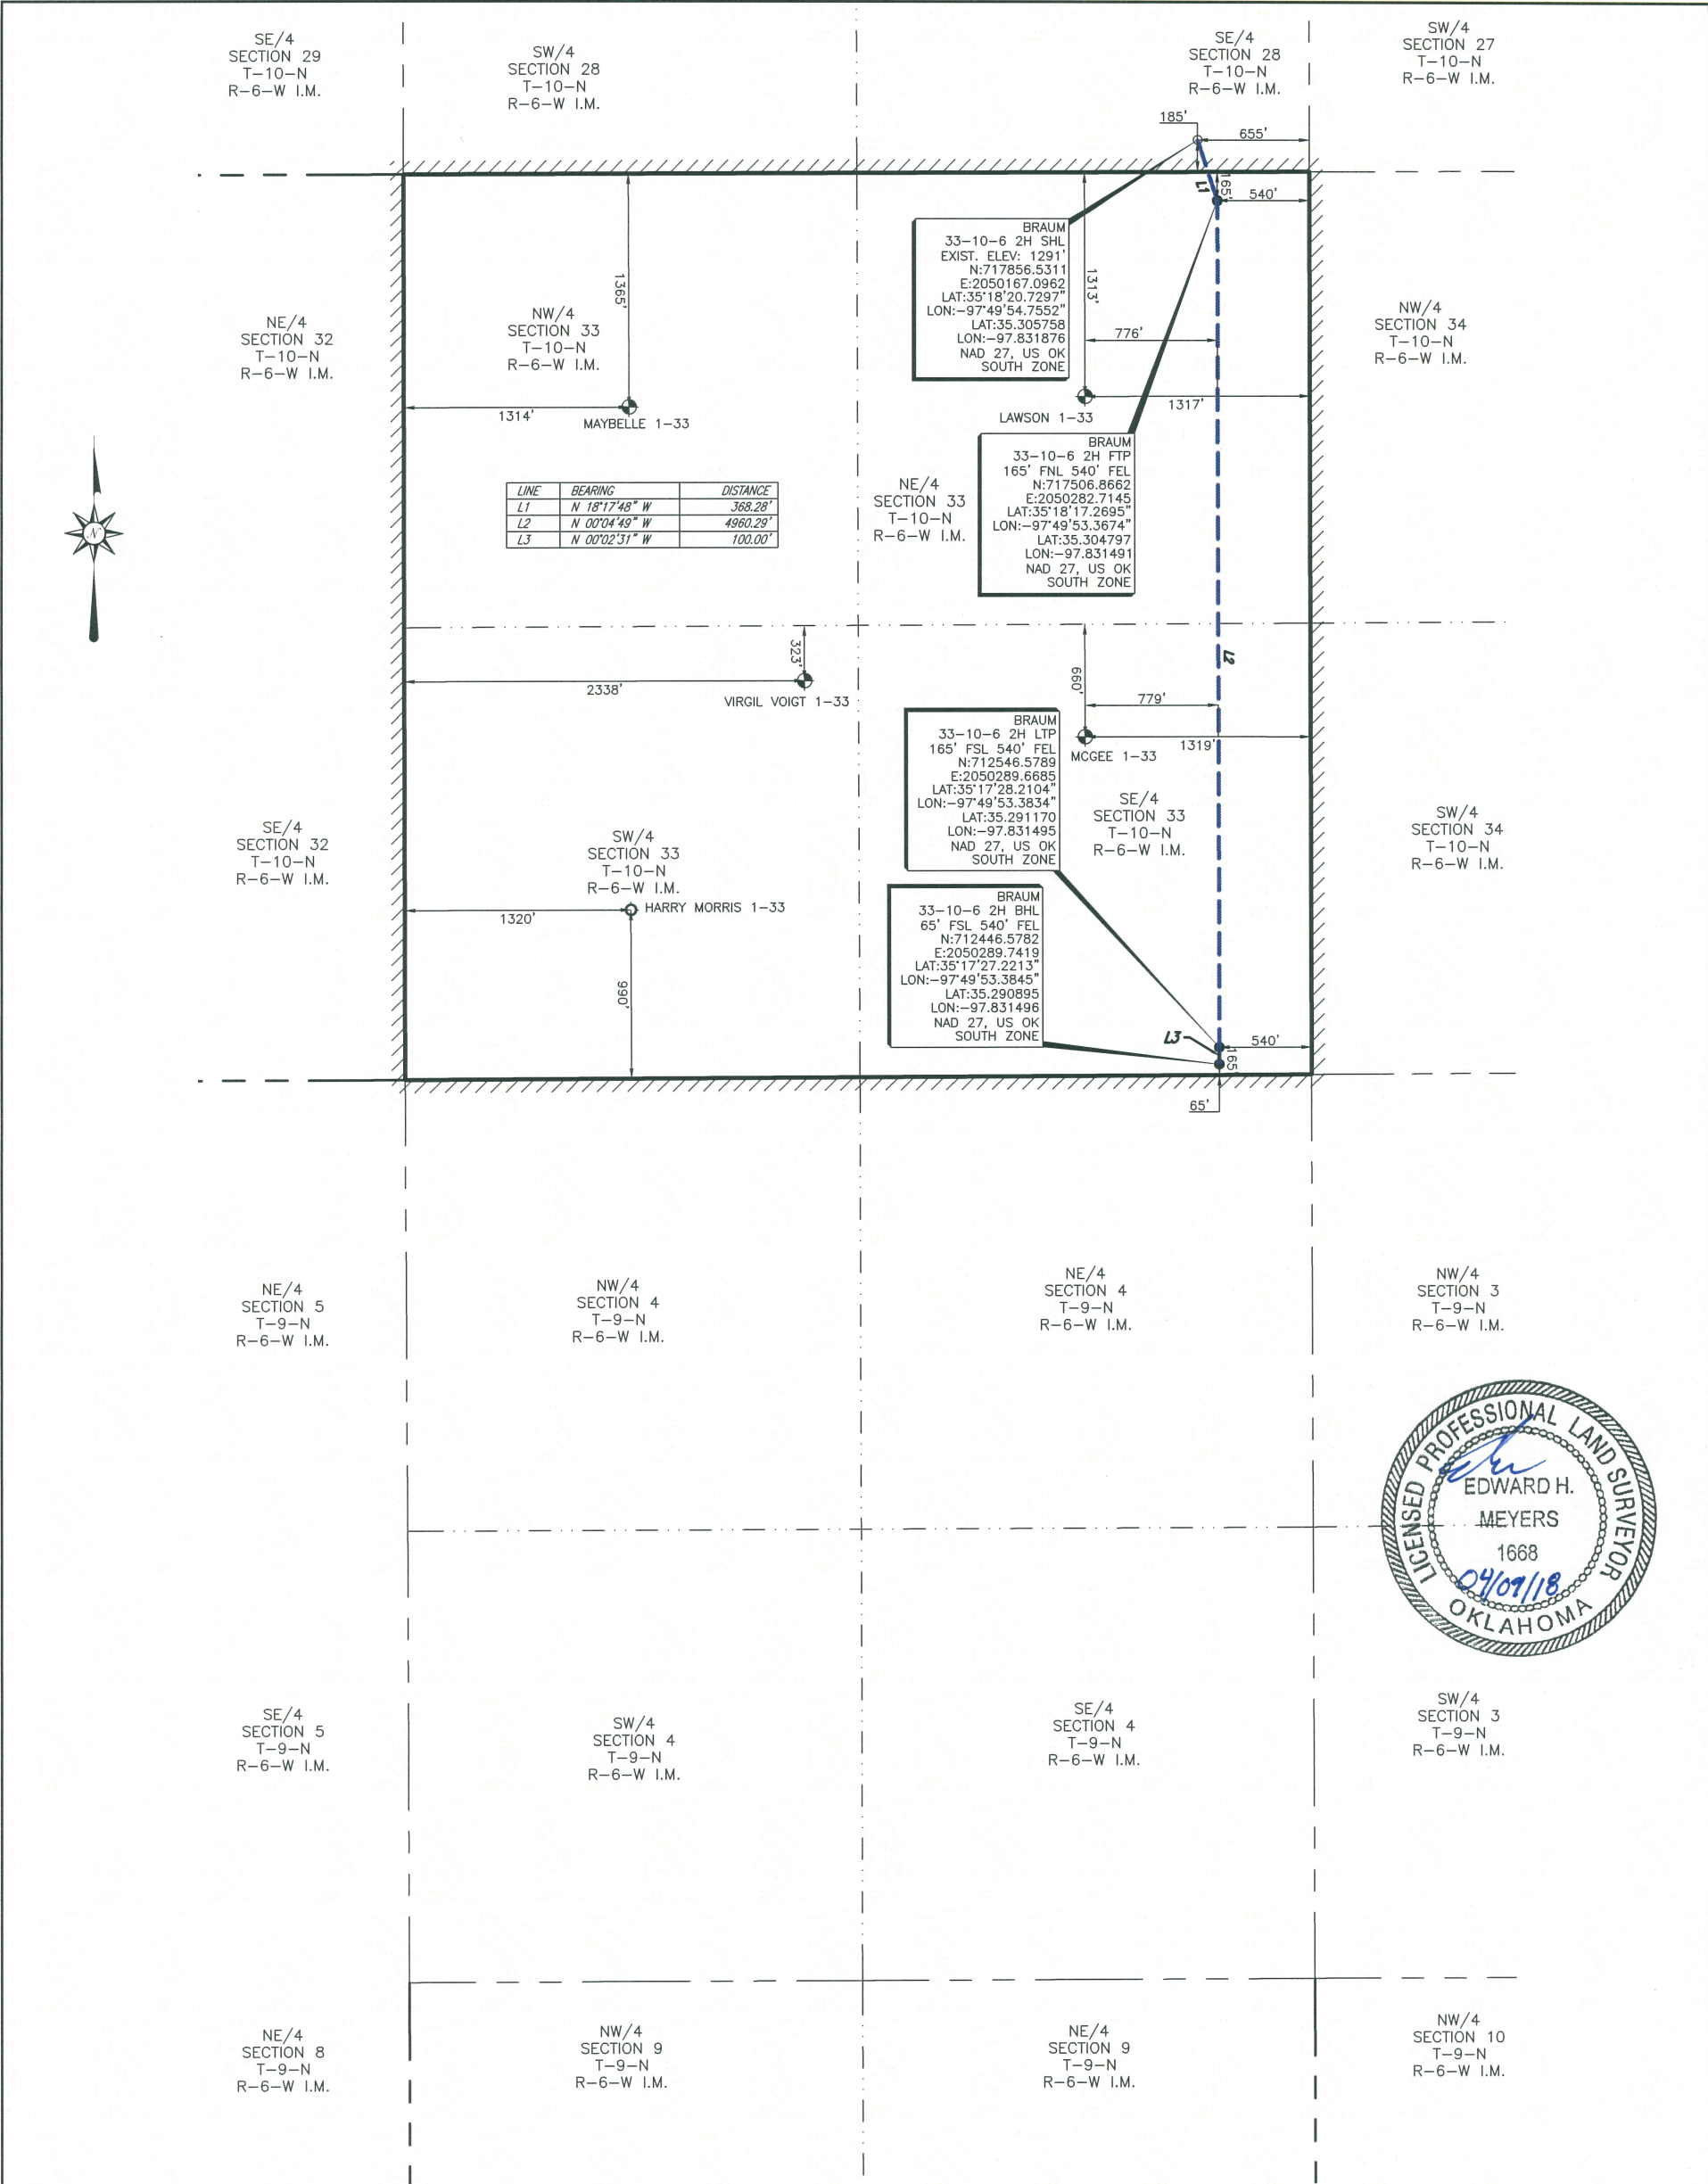 SE/4
SECTION 29
T-10-N
R-6-W I.M.
SW/4
SECTION 28
T-10-N
R-6-W I.M.
SE/4
SECTION 28
T-10-N
R-6-W I.M.
SW/4
SECTION 27
T-10-N
R-6-W I.M.
185'
655'
L1
165'
540'
BRAUM
33-10-6 2H SHL
EXIST. ELEV: 1291'
N:717856.5311
E:2050167.0962
LAT:35°18'20.7297"
LON:-97°49'54.7552"
LAT:35.305758
LON:-97.831876
NAD 27, US OK
SOUTH ZONE
1365'
1313'
776'
NE/4
SECTION 32
T-10-N
R-6-W I.M.
NW/4
SECTION 33
T-10-N
R-6-W I.M.
NW/4
SECTION 34
T-10-N
R-6-W I.M.
1314'
MAYBELLE 1-33
1317'
LAWSON 1-33
BRAUM
33-10-6 2H FTP
165' FNL 540' FEL
N:717506.8662
E:2050282.7145
LAT:35°18'17.2695"
LON:-97°49'53.3674"
LAT:35.304797
LON:-97.831491
NAD 27, US OK
SOUTH ZONE
NE/4
SECTION 33
T-10-N
R-6-W I.M.
LINE BEARING DISTANCE
L1 N 18°17'48" W 368.28'
L2 N 00°04'49" W 4960.29'
L3 N 00°02'31" W 100.00'
N
323'
2338'
VIRGIL VOIGT 1-33
L2
660'
779'
1319'
MCGEE 1-33
BRAUM
33-10-6 2H LTP
165' FSL 540' FEL
N:712546.5789
E:2050289.6685
LAT:35°17'28.2104"
LON:-97°49'53.3834"
LAT:35.291170
LON:-97.831495
NAD 27, US OK
SOUTH ZONE
SE/4
SECTION 33
T-10-N
R-6-W I.M.
SE/4
SECTION 32
T-10-N
R-6-W I.M.
SW/4
SECTION 33
T-10-N
R-6-W I.M.
SW/4
SECTION 34
T-10-N
R-6-W I.M.
1320'
HARRY MORRIS 1-33
990'
BRAUM
33-10-6 2H BHL
65' FSL 540' FEL
N:712446.5782
E:2050289.7419
LAT:35°17'27.2213"
LON:-97°49'53.3845"
LAT:35.290895
LON:-97.831496
NAD 27, US OK
SOUTH ZONE
L3
540'
165'
65'
NE/4
SECTION 5
T-9-N
R-6-W I.M.
NW/4
SECTION 4
T-9-N
R-6-W I.M.
NE/4
SECTION 4
T-9-N
R-6-W I.M.
NW/4
SECTION 3
T-9-N
R-6-W I.M.
LICENSED PROFESSIONAL LAND SURVEYOR
EDWARD H.
MEYERS
1668
04/09/18
OKLAHOMA
SE/4
SECTION 5
T-9-N
R-6-W I.M.
SW/4
SECTION 4
T-9-N
R-6-W I.M.
SE/4
SECTION 4
T-9-N
R-6-W I.M.
SW/4
SECTION 3
T-9-N
R-6-W I.M.
NE/4
SECTION 8
T-9-N
R-6-W I.M.
NW/4
SECTION 9
T-9-N
R-6-W I.M.
NE/4
SECTION 9
T-9-N
R-6-W I.M.
NW/4
SECTION 10
T-9-N
R-6-W I.M.